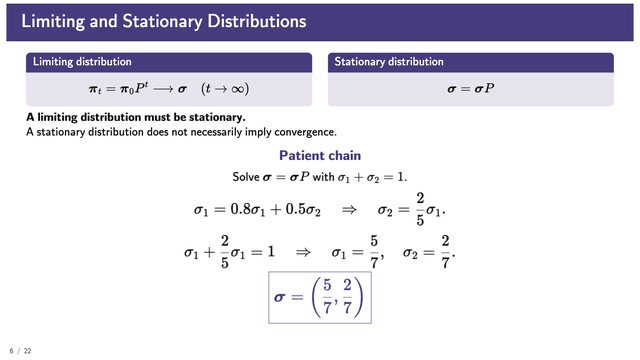 Limiting and Stationary Distributions
Limiting distribution
π_t = π_0 P^t ⟶ σ (t → ∞)
Stationary distribution
σ = σP
A limiting distribution must be stationary.
A stationary distribution does not necessarily imply convergence.
Patient chain
Solve σ = σP with σ_1 + σ_2 = 1.
σ_1 = 0.8σ_1 + 0.5σ_2 ⇒ σ_2 = 2/5 σ_1.
σ_1 + 2/5 σ_1 = 1 ⇒ σ_1 = 5/7, σ_2 = 2/7.
σ = (5/7, 2/7)
6 / 22